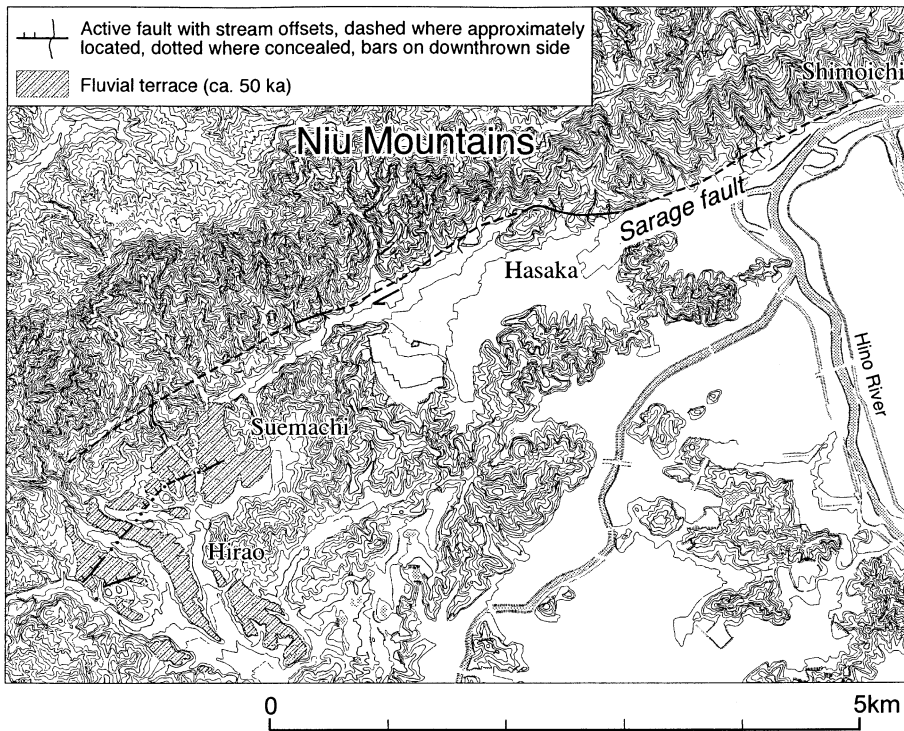 Active fault with stream offsets, dashed where approximately
located, dotted where concealed, bars on downthrown side
Fluvial terrace (ca. 50 ka)
Shimoichi
Niu Mountains
Sarage fault
Hasaka
Hino River
Suemachi
Hirao
0
5km